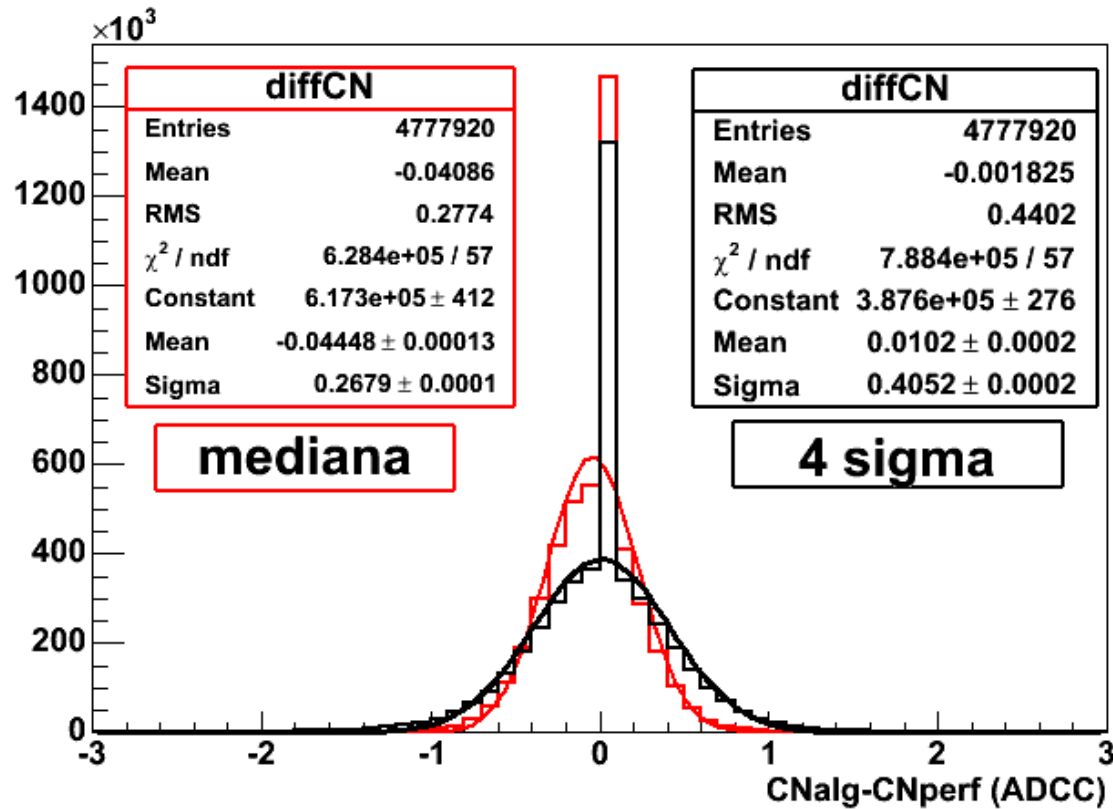 ×10³
1400
1200
1000
800
600
400
200
0
diffCN
Entries 4777920
Mean -0.04086
RMS 0.2774
χ² / ndf 6.284e+05 / 57
Constant 6.173e+05 ± 412
Mean -0.04448 ± 0.00013
Sigma 0.2679 ± 0.0001
mediana
diffCN
Entries 4777920
Mean -0.001825
RMS 0.4402
χ² / ndf 7.884e+05 / 57
Constant 3.876e+05 ± 276
Mean 0.0102 ± 0.0002
Sigma 0.4052 ± 0.0002
4 sigma
-3 -2 -1 0 1 2 3
CNalg-CNperf (ADCC)